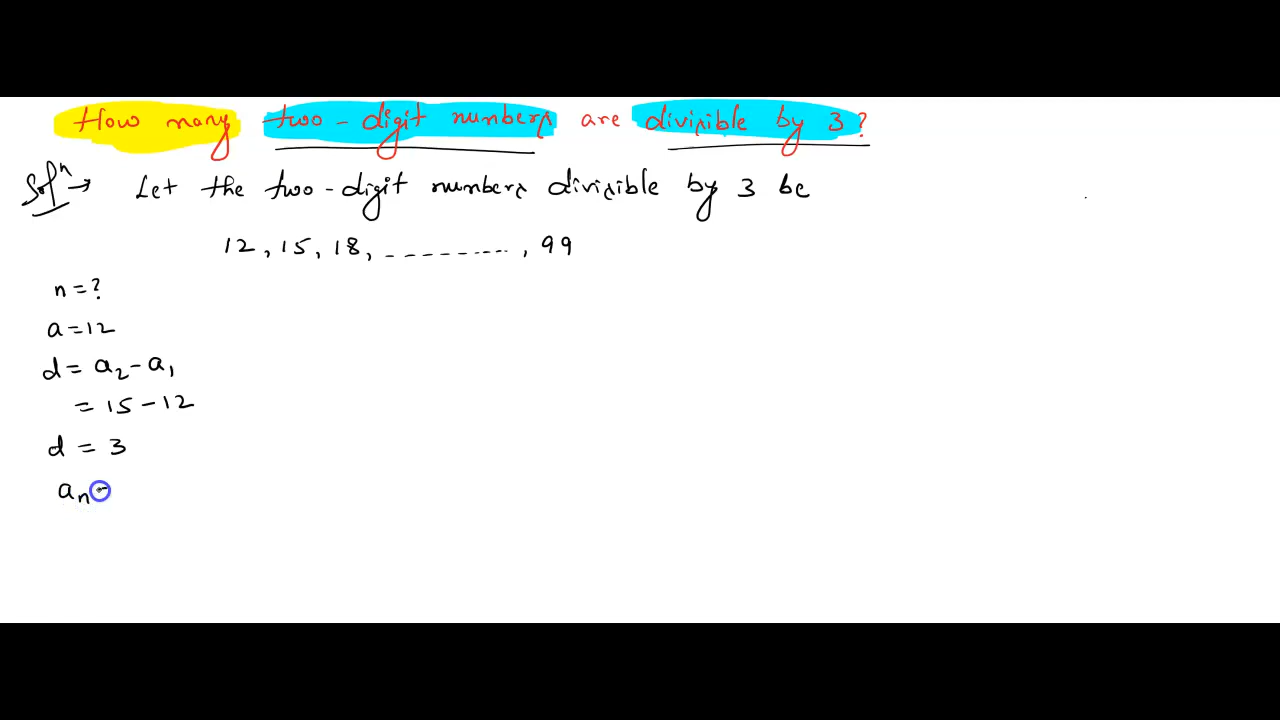 How many two-digit numbers are divisible by 3?
Solⁿ → Let the two-digit numbers divisible by 3 be
12, 15, 18, ----------, 99
n = ?
a = 12
d = a₂ - a₁
= 15 - 12
d = 3
aₙ =